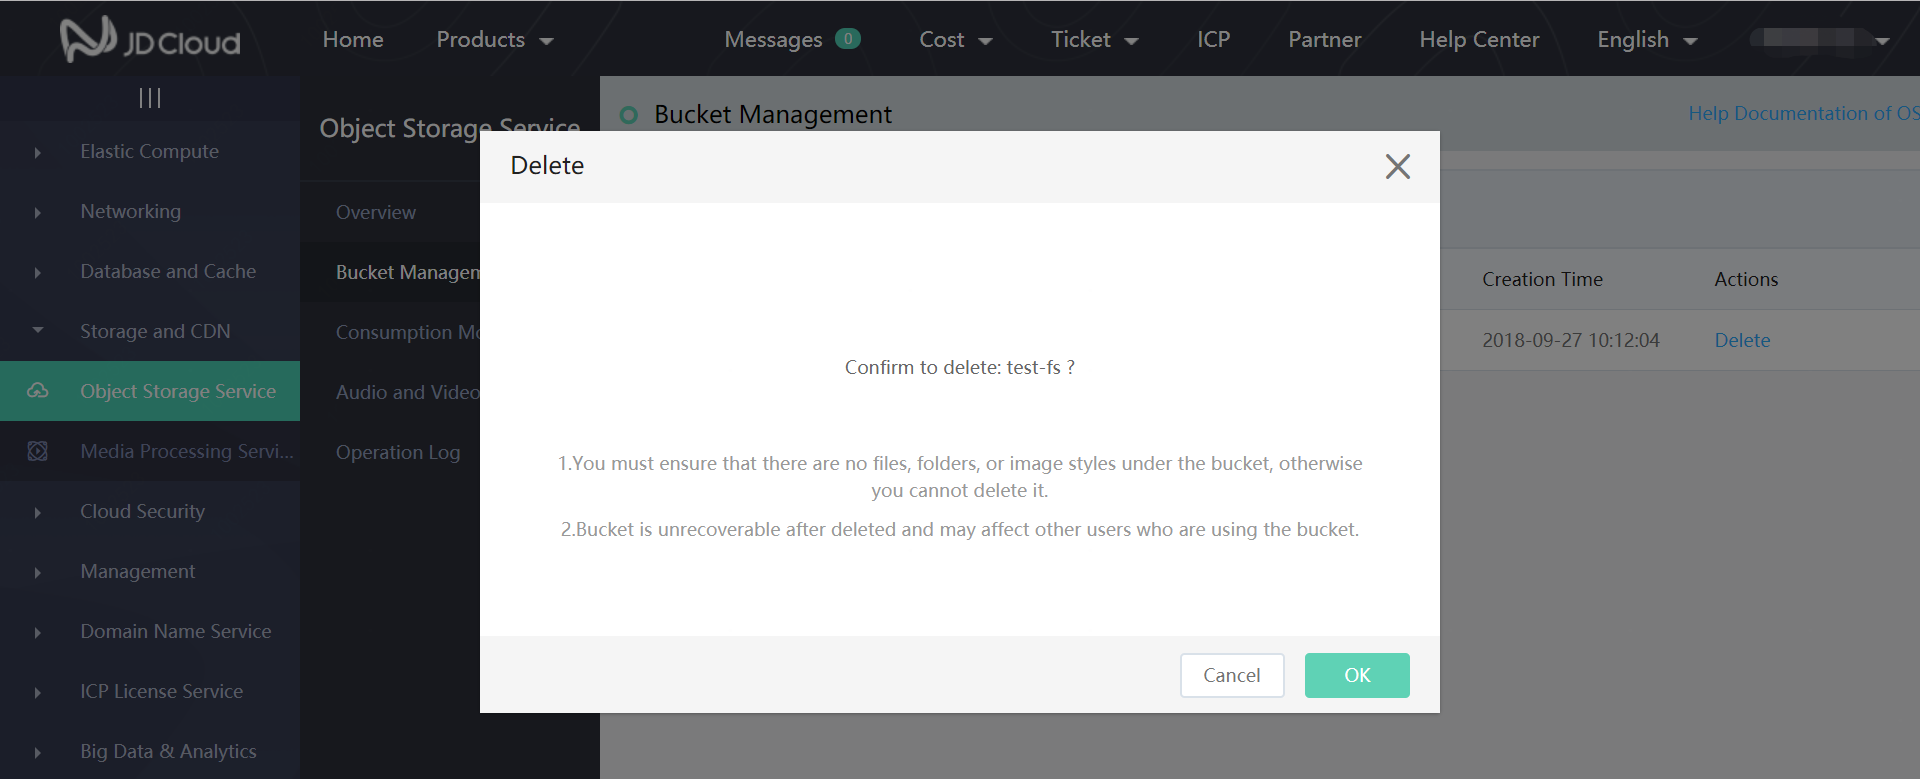 JD Cloud
Home
Products
Messages 0
Cost
Ticket
ICP
Partner
Help Center
English
Elastic Compute
Networking
Database and Cache
Storage and CDN
Object Storage Service
Media Processing Servi...
Cloud Security
Management
Domain Name Service
ICP License Service
Big Data & Analytics
Object Storage Service
Overview
Bucket Managem
Consumption Mo
Audio and Video
Operation Log
Bucket Management
Help Documentation of OS
Creation Time
Actions
2018-09-27 10:12:04
Delete
Delete
Confirm to delete: test-fs ?
1.You must ensure that there are no files, folders, or image styles under the bucket, otherwise
you cannot delete it.
2.Bucket is unrecoverable after deleted and may affect other users who are using the bucket.
Cancel
OK